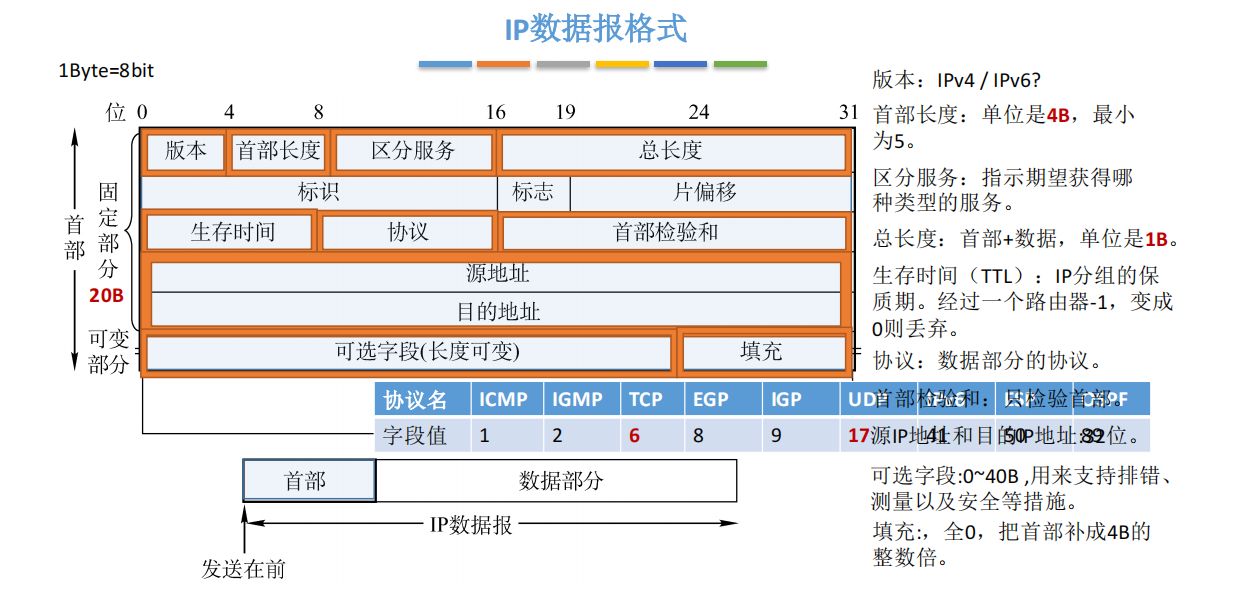 IP数据报格式
1Byte=8bit
位 0 4 8 16 19 24 31
版本 首部长度 区分服务 总长度
标识 标志 片偏移
生存时间 协议 首部检验和
源地址
目的地址
可选字段(长度可变) 填充
首部
固定部分
20B
可变
部分
协议名 ICMP IGMP TCP EGP IGP UDP
字段值 1 2 6 8 9 17 41 50 89
首部 数据部分
IP数据报
发送在前
版本：IPv4 / IPv6?
首部长度：单位是4B，最小
为5。
区分服务：指示期望获得哪
种类型的服务。
总长度：首部+数据，单位是1B。
生存时间（TTL）：IP分组的保
质期。经过一个路由器-1，变成
0则丢弃。
协议：数据部分的协议。
首部检验和：只检验首部。
源IP地址和目的IP地址:32位。
可选字段:0~40B ,用来支持排错、
测量以及安全等措施。
填充:，全0，把首部补成4B的
整数倍。